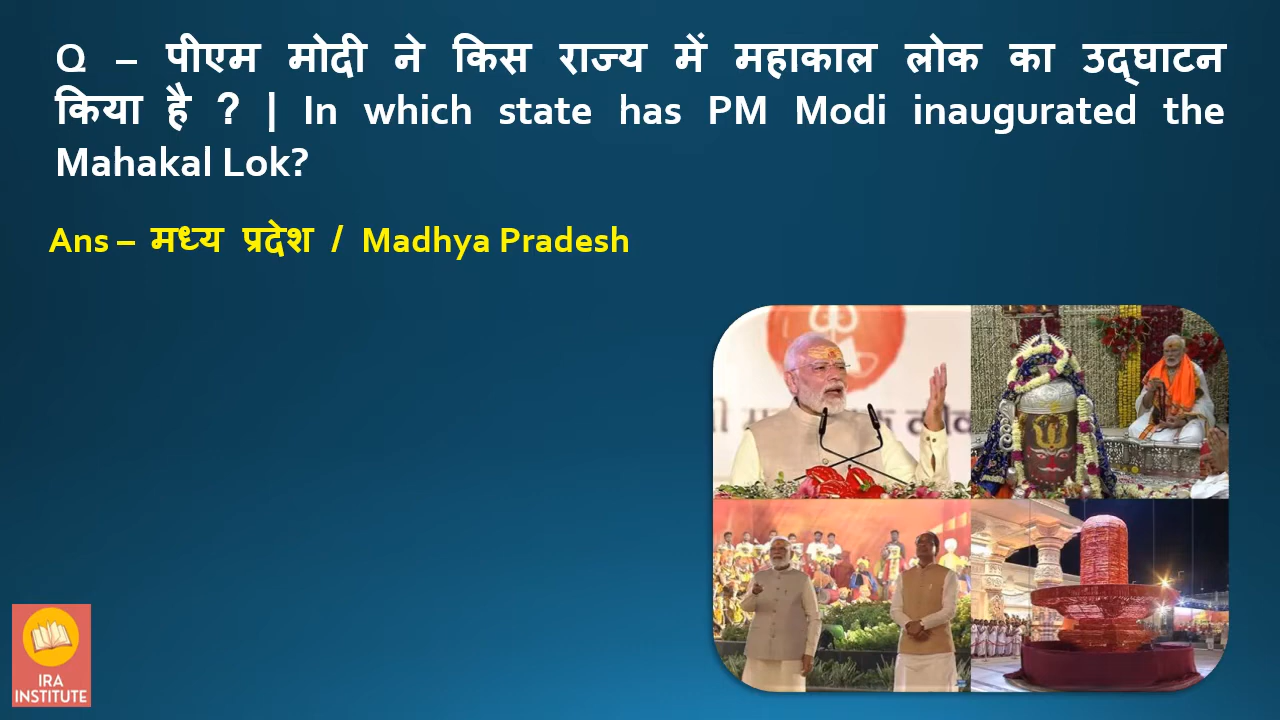 Q – पीएम मोदी ने किस राज्य में महाकाल लोक का उद्घाटन
किया है ? | In which state has PM Modi inaugurated the
Mahakal Lok?
Ans – मध्य प्रदेश / Madhya Pradesh
IRA
INSTITUTE